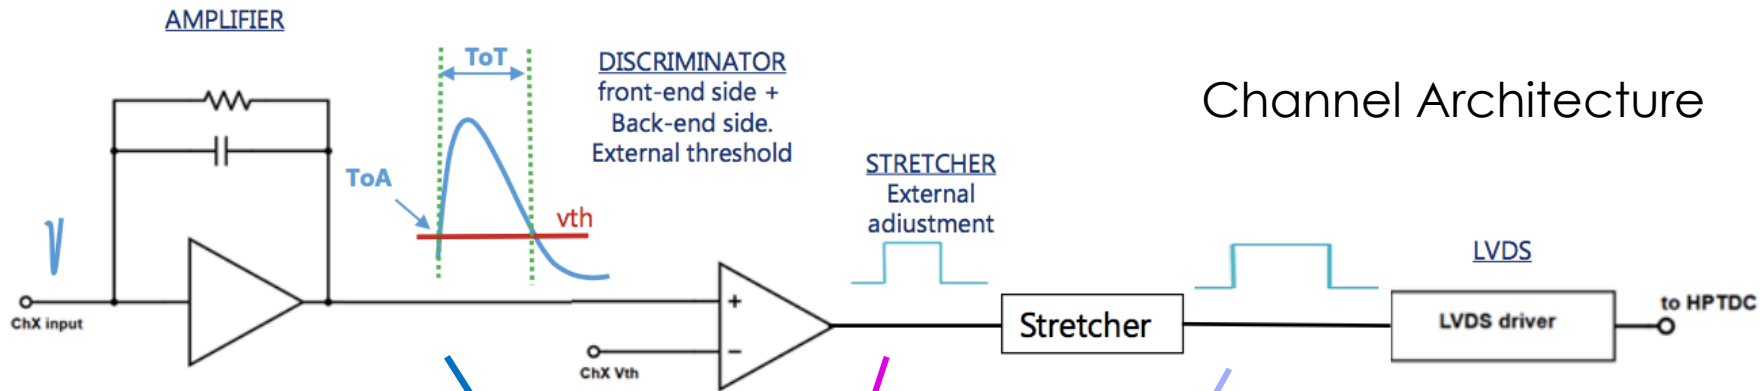 AMPLIFIER
ToT
DISCRIMINATOR
front-end side +
Back-end side.
External threshold
Channel Architecture
ToA
vth
STRETCHER
External
adiustment
LVDS
ChX input
+
−
ChX Vth
Stretcher
LVDS driver
to HPTDC